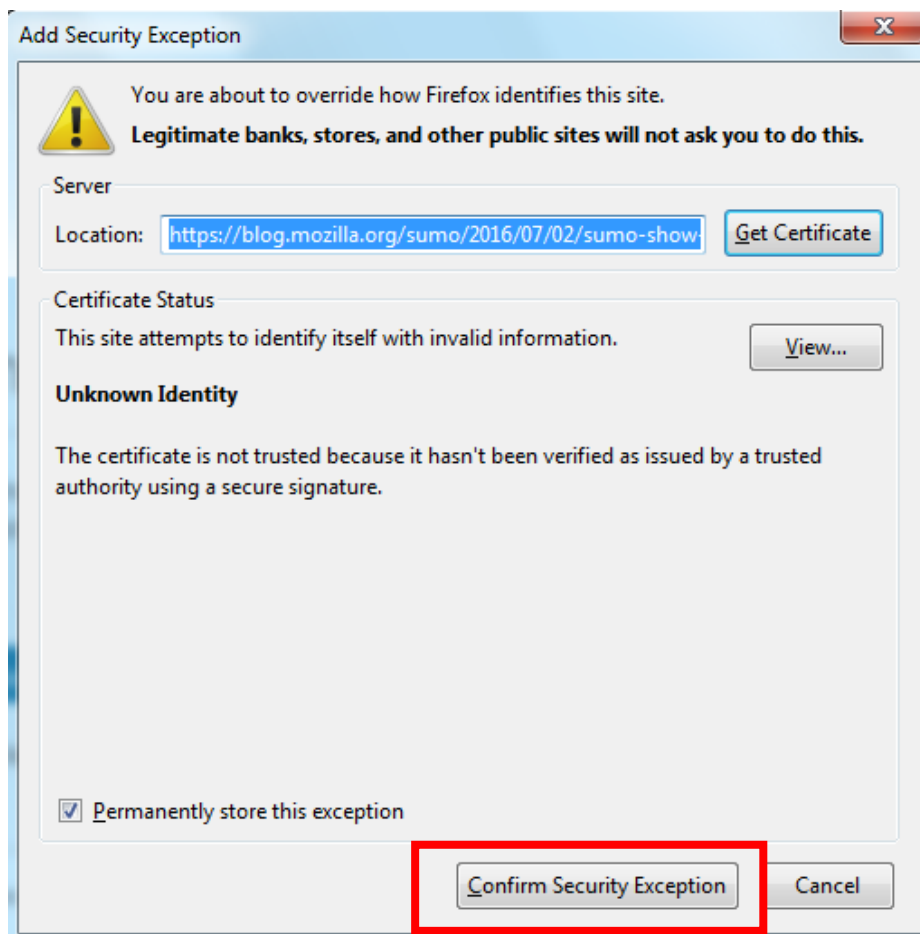 Add Security Exception
You are about to override how Firefox identifies this site.
Legitimate banks, stores, and other public sites will not ask you to do this.
Server
Location: https://blog.mozilla.org/sumo/2016/07/02/sumo-show- Get Certificate
Certificate Status
This site attempts to identify itself with invalid information.
View...
Unknown Identity
The certificate is not trusted because it hasn't been verified as issued by a trusted
authority using a secure signature.
Permanently store this exception
Confirm Security Exception Cancel